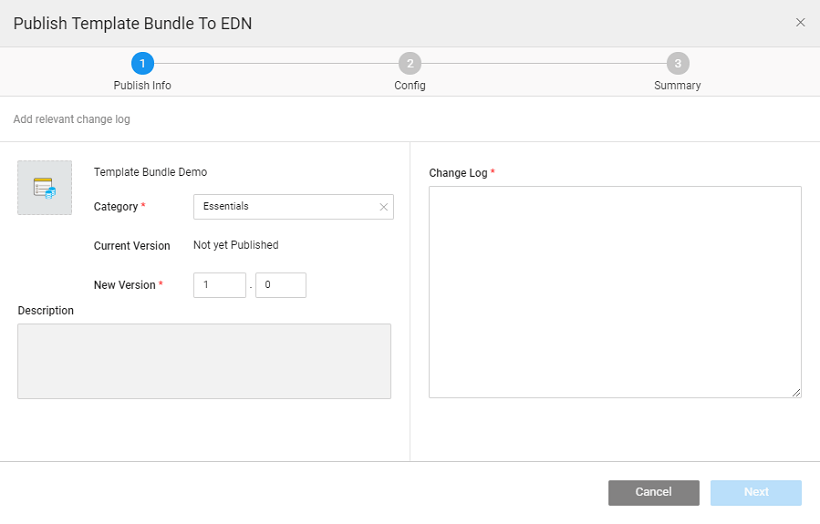 Publish Template Bundle To EDN
1
2
3
Publish Info
Config
Summary
Add relevant change log
Template Bundle Demo
Category *
Essentials
Current Version
Not yet Published
New Version *
1 . 0
Description
Change Log *
Cancel
Next